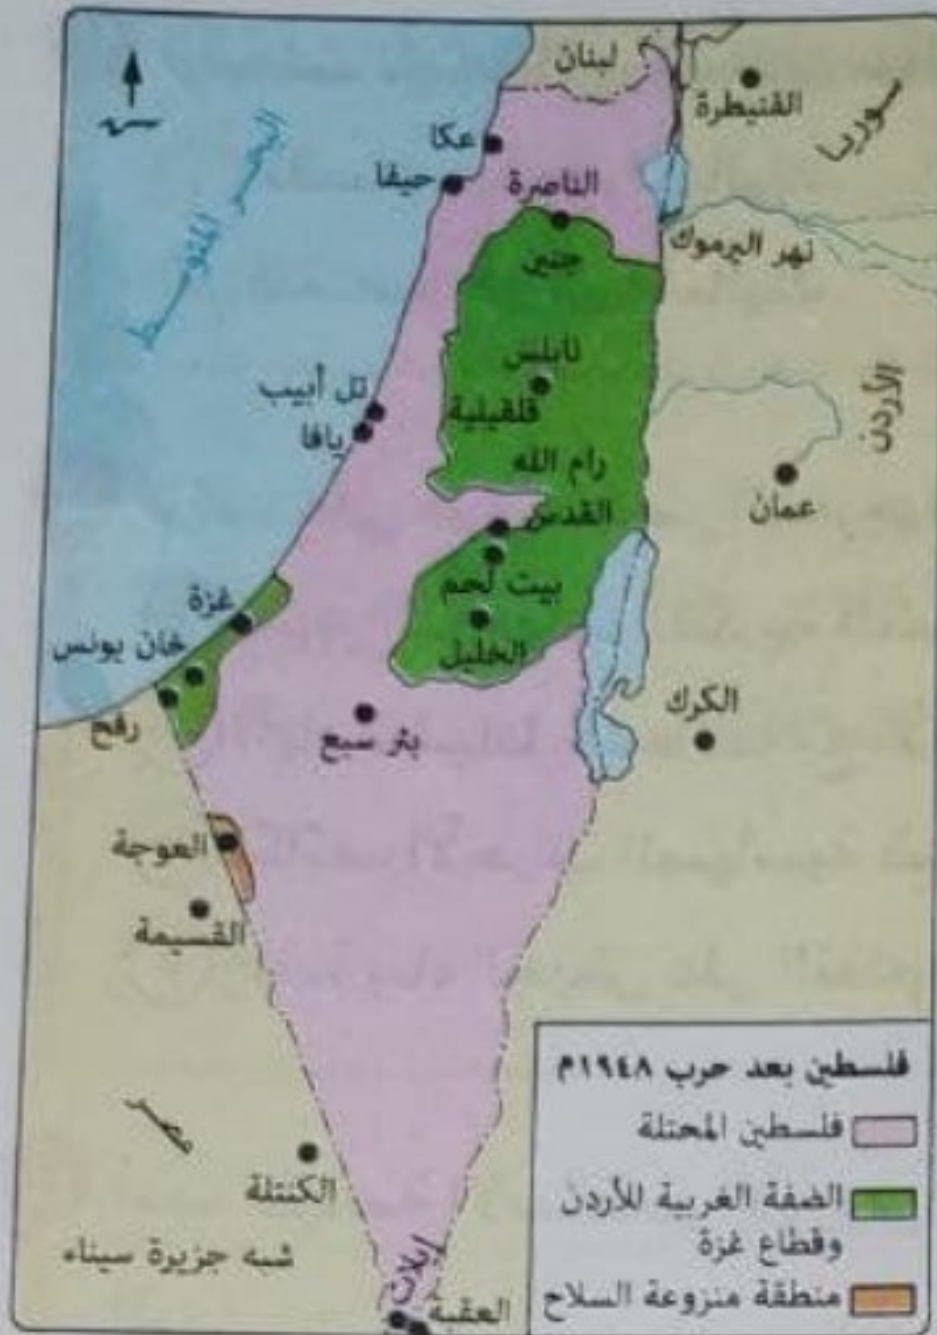 لبنان
القنيطرة
سوريا
عكا
حيفا
الناصرة
البحر المتوسط
نهر اليرموك
جنين
نابلس
قلقيلية
تل أبيب
يافا
الأردن
رام الله
عمان
القدس
بيت لحم
الخليل
غزة
خان يونس
رفح
بئر سبع
الكرك
العوجة
القسيمة
مصر
الكنتلة
شبه جزيرة سيناء
إيلات
العقبة
فلسطين بعد حرب ١٩٤٨م
فلسطين المحتلة
الضفة الغربية للأردن
وقطاع غزة
منطقة منزوعة السلاح